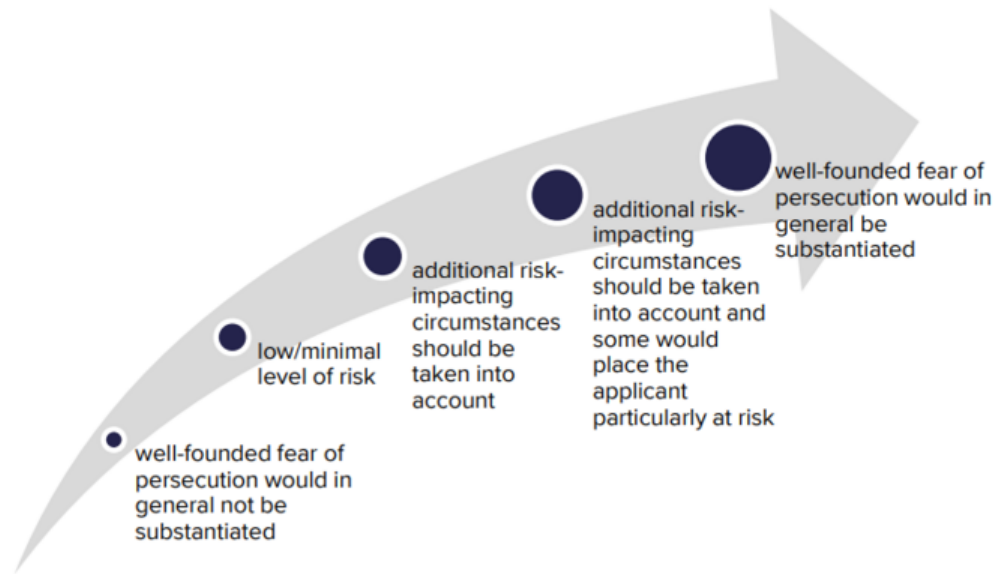 well-founded fear of
persecution would in
general not be
substantiated
low/minimal
level of risk
additional risk-
impacting
circumstances
should be
taken into
account
additional risk-
impacting
circumstances
should be taken
into account and
some would
place the
applicant
particularly at risk
well-founded fear of
persecution would in
general be
substantiated